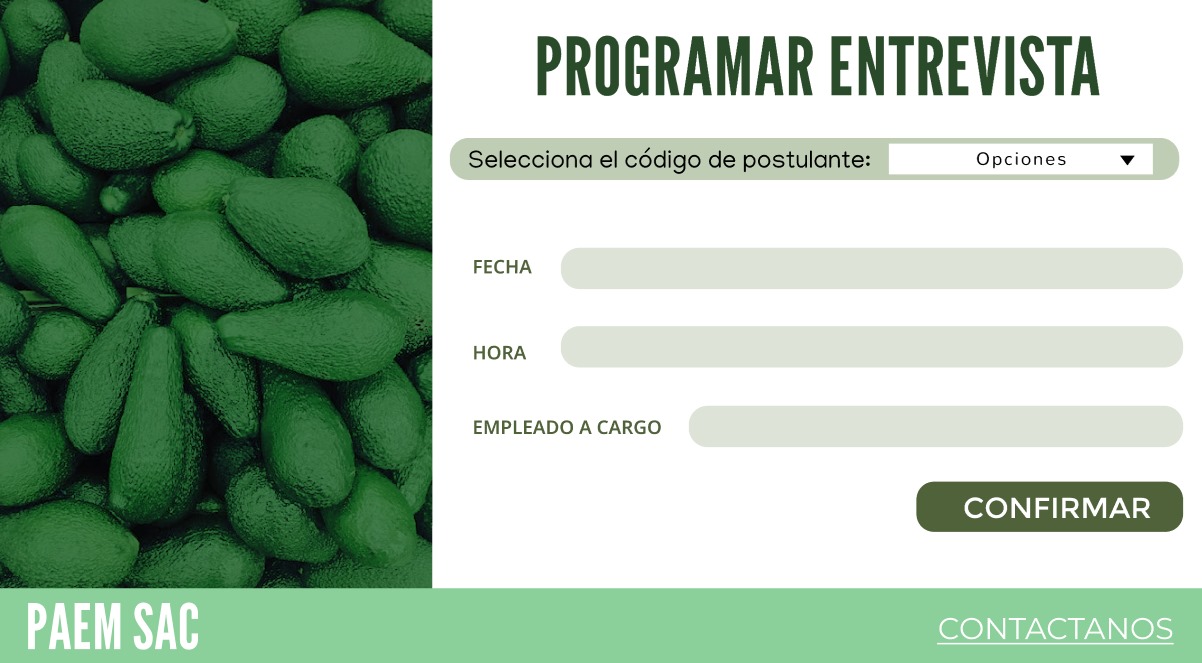 PROGRAMAR ENTREVISTA
Selecciona el código de postulante: Opciones
FECHA
HORA
EMPLEADO A CARGO
CONFIRMAR
PAEM SAC
CONTACTANOS